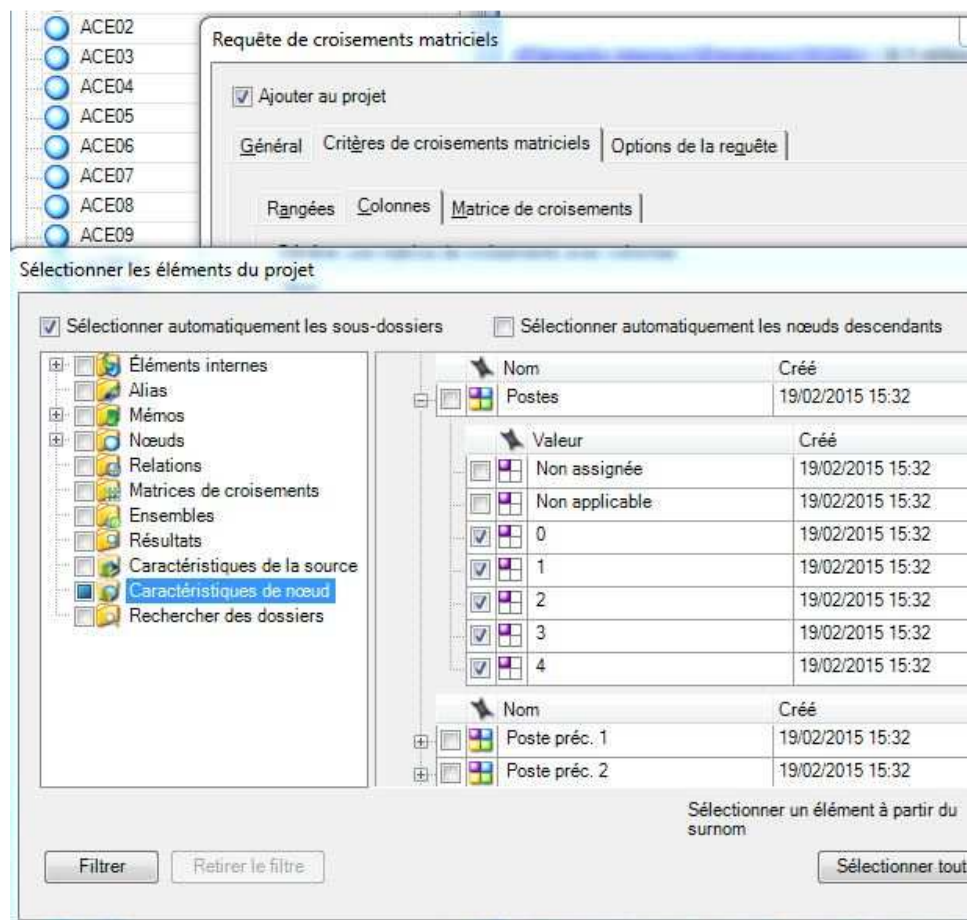 ACE02
ACE03
ACE04
ACE05
ACE06
ACE07
ACE08
ACE09
Requête de croisements matriciels
Ajouter au projet
Général Critères de croisements matriciels Options de la requête
Rangées Colonnes Matrice de croisements
Sélectionner les éléments du projet
Sélectionner automatiquement les sous-dossiers Sélectionner automatiquement les nœuds descendants
Éléments internes
Alias
Mémos
Nœuds
Relations
Matrices de croisements
Ensembles
Résultats
Caractéristiques de la source
Caractéristiques de nœud
Rechercher des dossiers
Nom Créé
Postes 19/02/2015 15:32
Valeur Créé
Non assignée 19/02/2015 15:32
Non applicable 19/02/2015 15:32
0 19/02/2015 15:32
1 19/02/2015 15:32
2 19/02/2015 15:32
3 19/02/2015 15:32
4 19/02/2015 15:32
Nom Créé
Poste préc. 1 19/02/2015 15:32
Poste préc. 2 19/02/2015 15:32
Sélectionner un élément à partir du
surnom
Filtrer Retirer le filtre Sélectionner tout